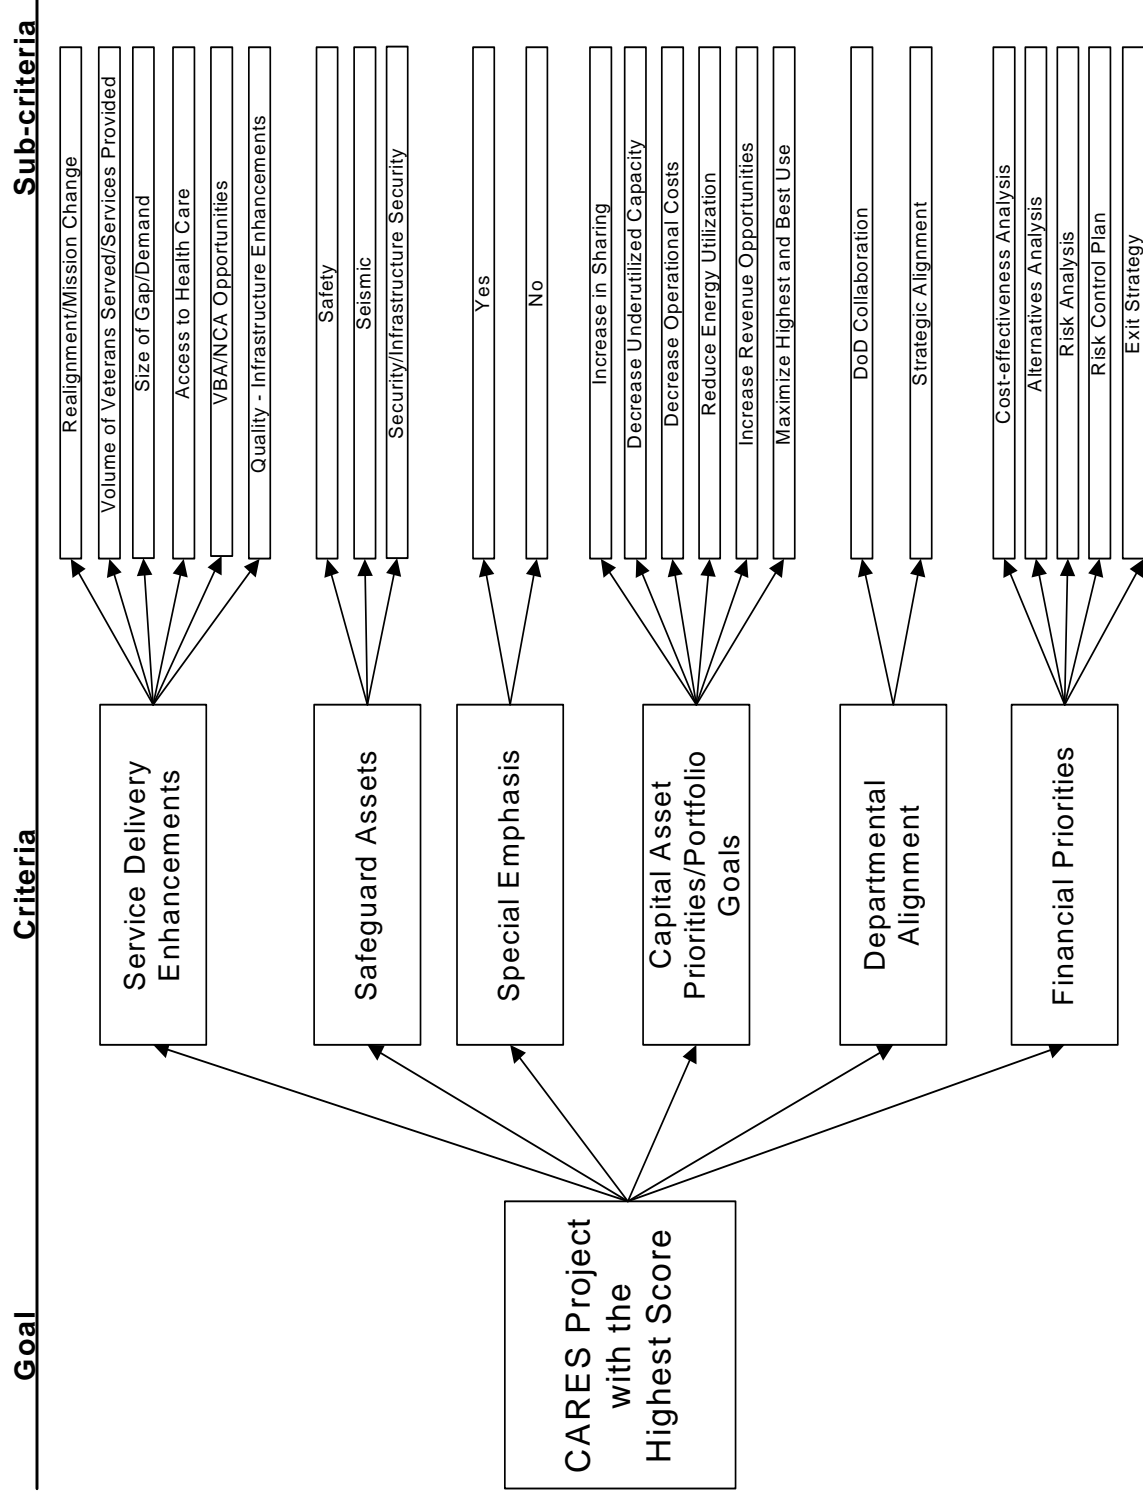 Goal
Criteria
Sub-criteria
CARES Project
with the
Highest Score
Service Delivery
Enhancements
Realignment/Mission Change
Volume of Veterans Served/Services Provided
Size of Gap/Demand
Access to Health Care
VBA/NCA Opportunities
Quality - Infrastructure Enhancements
Safeguard Assets
Safety
Seismic
Security/Infrastructure Security
Special Emphasis
Yes
No
Capital Asset
Priorities/Portfolio
Goals
Increase in Sharing
Decrease Underutilized Capacity
Decrease Operational Costs
Reduce Energy Utilization
Increase Revenue Opportunities
Maximize Highest and Best Use
Departmental
Alignment
DoD Collaboration
Strategic Alignment
Financial Priorities
Cost-effectiveness Analysis
Alternatives Analysis
Risk Analysis
Risk Control Plan
Exit Strategy